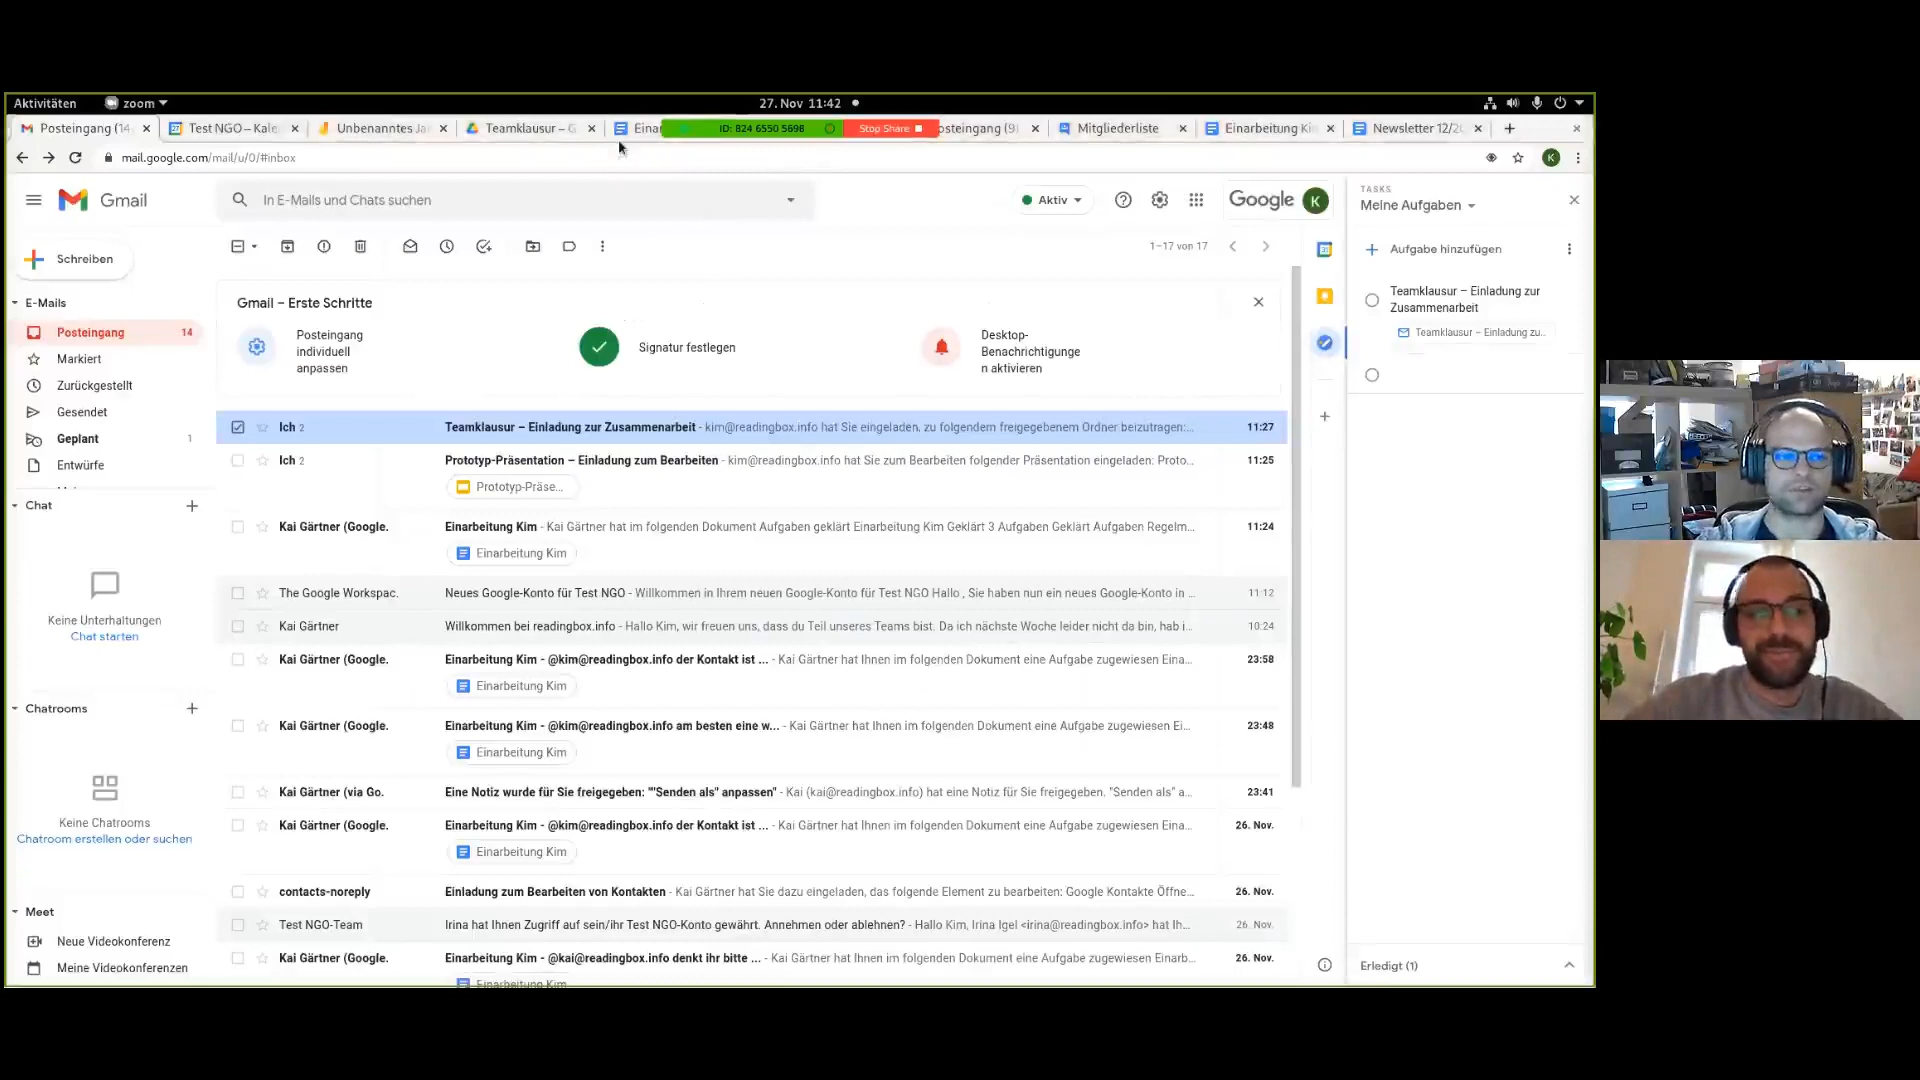 Aktivitäten zoom 27. Nov 11:42
Posteingang (14 Test NGO – Kale Unbenanntes Ja Teamklausur – G Einar ID: 824 6550 5698 Stop Share osteingang (9 Mitgliederliste Einarbeitung Ki Newsletter 12/2
mail.google.com/mail/u/0/#inbox K
Gmail In E-Mails und Chats suchen Aktiv Google K
TASKS
Meine Aufgaben
Schreiben
1–17 von 17
Aufgabe hinzufügen
Teamklausur – Einladung zur
Zusammenarbeit
Teamklausur – Einladung zu...
Erledigt (1)
E-Mails
Posteingang 14
Markiert
Zurückgestellt
Gesendet
Geplant 1
Entwürfe
Chat
Keine Unterhaltungen
Chat starten
Chatrooms
Keine Chatrooms
Chatroom erstellen oder suchen
Meet
Neue Videokonferenz
Meine Videokonferenzen
Gmail – Erste Schritte
Posteingang
individuell
anpassen
Signatur festlegen
Desktop-
Benachrichtigunge
n aktivieren
Ich 2 Teamklausur – Einladung zur Zusammenarbeit - kim@readingbox.info hat Sie eingeladen, zu folgendem freigegebenem Ordner beizutragen:... 11:27
Ich 2 Prototyp-Präsentation – Einladung zum Bearbeiten - kim@readingbox.info hat Sie zum Bearbeiten folgender Präsentation eingeladen: Proto... 11:25
Prototyp-Präse...
Kai Gärtner (Google. Einarbeitung Kim - Kai Gärtner hat im folgenden Dokument Aufgaben geklärt Einarbeitung Kim Geklärt 3 Aufgaben Geklärt Aufgaben Regelm... 11:24
Einarbeitung Kim
The Google Workspac. Neues Google-Konto für Test NGO - Willkommen in Ihrem neuen Google-Konto für Test NGO Hallo , Sie haben nun ein neues Google-Konto in ... 11:12
Kai Gärtner Willkommen bei readingbox.info - Hallo Kim, wir freuen uns, dass du Teil unseres Teams bist. Da ich nächste Woche leider nicht da bin, hab i... 10:24
Kai Gärtner (Google. Einarbeitung Kim - @kim@readingbox.info der Kontakt ist ... - Kai Gärtner hat Ihnen im folgenden Dokument eine Aufgabe zugewiesen Eina... 23:58
Einarbeitung Kim
Kai Gärtner (Google. Einarbeitung Kim - @kim@readingbox.info am besten eine w... - Kai Gärtner hat Ihnen im folgenden Dokument eine Aufgabe zugewiesen Ei... 23:48
Einarbeitung Kim
Kai Gärtner (via Go. Eine Notiz wurde für Sie freigegeben: ""Senden als" anpassen" - Kai (kai@readingbox.info) hat eine Notiz für Sie freigegeben. "Senden als" a... 23:41
Kai Gärtner (Google. Einarbeitung Kim - @kim@readingbox.info der Kontakt ist ... - Kai Gärtner hat Ihnen im folgenden Dokument eine Aufgabe zugewiesen Eina... 26. Nov.
Einarbeitung Kim
contacts-noreply Einladung zum Bearbeiten von Kontakten - Kai Gärtner hat Sie dazu eingeladen, das folgende Element zu bearbeiten: Google Kontakte Öffne... 26. Nov.
Test NGO-Team Irina hat Ihnen Zugriff auf sein/ihr Test NGO-Konto gewährt. Annehmen oder ablehnen? - Hallo Kim, Irina Igel <irina@readingbox.info> hat Ih... 26. Nov.
Kai Gärtner (Google. Einarbeitung Kim - @kai@readingbox.info denkt ihr bitte ... - Kai Gärtner hat Ihnen im folgenden Dokument eine Aufgabe zugewiesen Einarb... 26. Nov.
Einarbeitung Kim